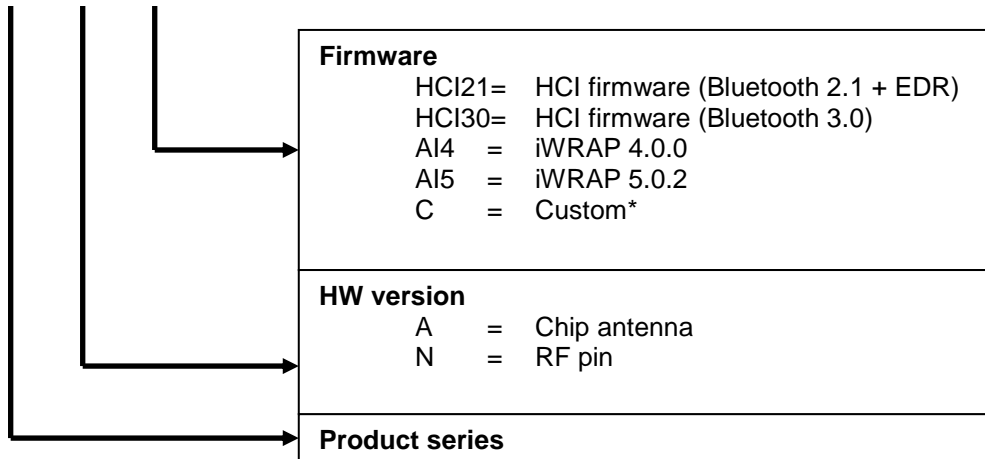 Firmware
HCI21= HCI firmware (Bluetooth 2.1 + EDR)
HCI30= HCI firmware (Bluetooth 3.0)
AI4 = iWRAP 4.0.0
AI5 = iWRAP 5.0.2
C = Custom*
HW version
A = Chip antenna
N = RF pin
Product series